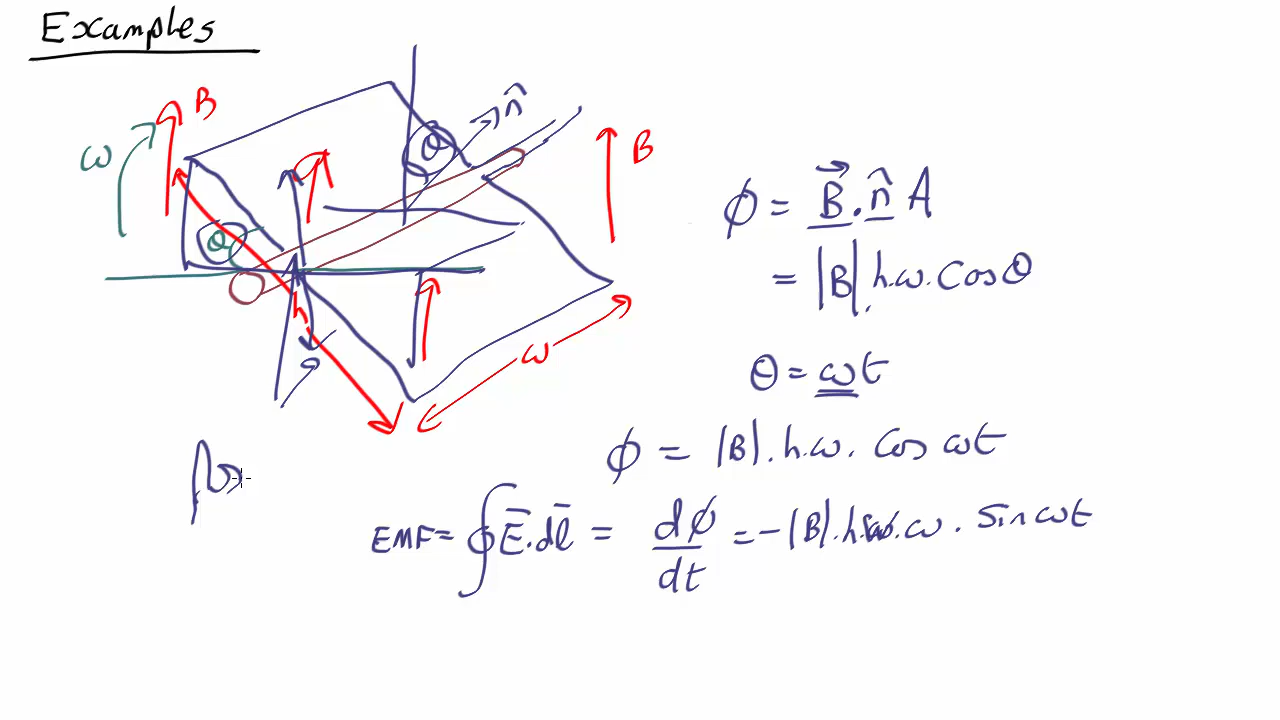 Examples
B
ω
n̂
θ
B
θ
h
ω
φ = B⃗ . n̂ A
= |B| . h.ω. Cosθ
θ = ωt
φ = |B| . h.ω. Cos ωt
EMF = ∮ E̅.dl̅ = dφ/dt = - |B| . h. ω . Sin ωt